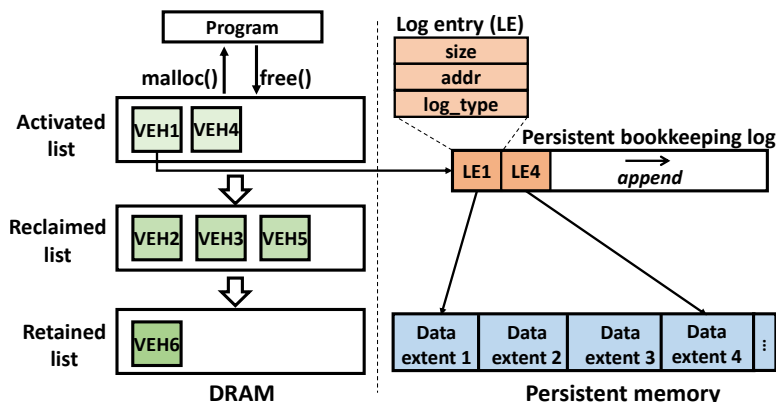 Program
malloc()
free()
Activated
list
VEH1
VEH4
Reclaimed
list
VEH2
VEH3
VEH5
Retained
list
VEH6
DRAM
Log entry (LE)
size
addr
log_type
Persistent bookkeeping log
LE1
LE4
append
Data
extent 1
Data
extent 2
Data
extent 3
Data
extent 4
...
Persistent memory